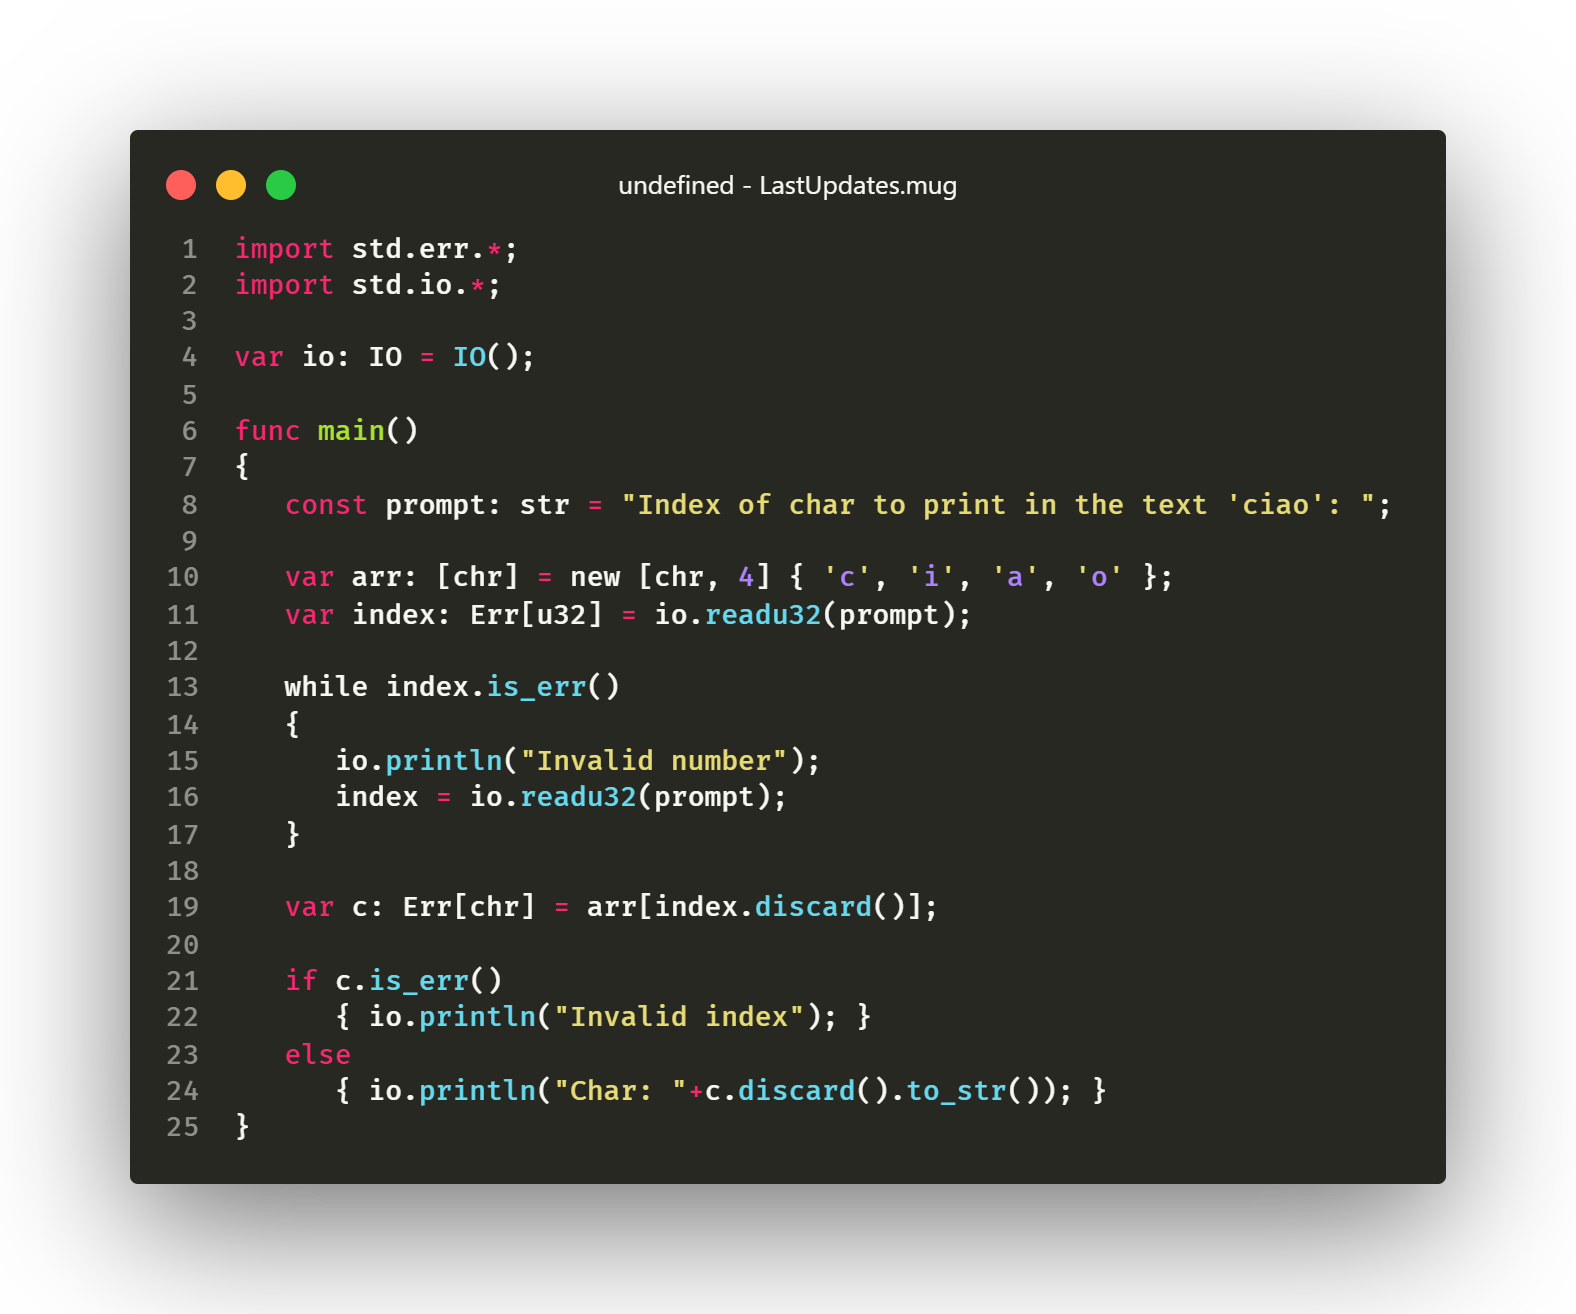 undefined - LastUpdates.mug
1 import std.err.*;
2 import std.io.*;
3
4 var io: IO = IO();
5
6 func main()
7 {
8    const prompt: str = "Index of char to print in the text 'ciao': ";
9
10    var arr: [chr] = new [chr, 4] { 'c', 'i', 'a', 'o' };
11    var index: Err[u32] = io.readu32(prompt);
12
13    while index.is_err()
14    {
15       io.println("Invalid number");
16       index = io.readu32(prompt);
17    }
18
19    var c: Err[chr] = arr[index.discard()];
20
21    if c.is_err()
22       { io.println("Invalid index"); }
23    else
24       { io.println("Char: "+c.discard().to_str()); }
25 }